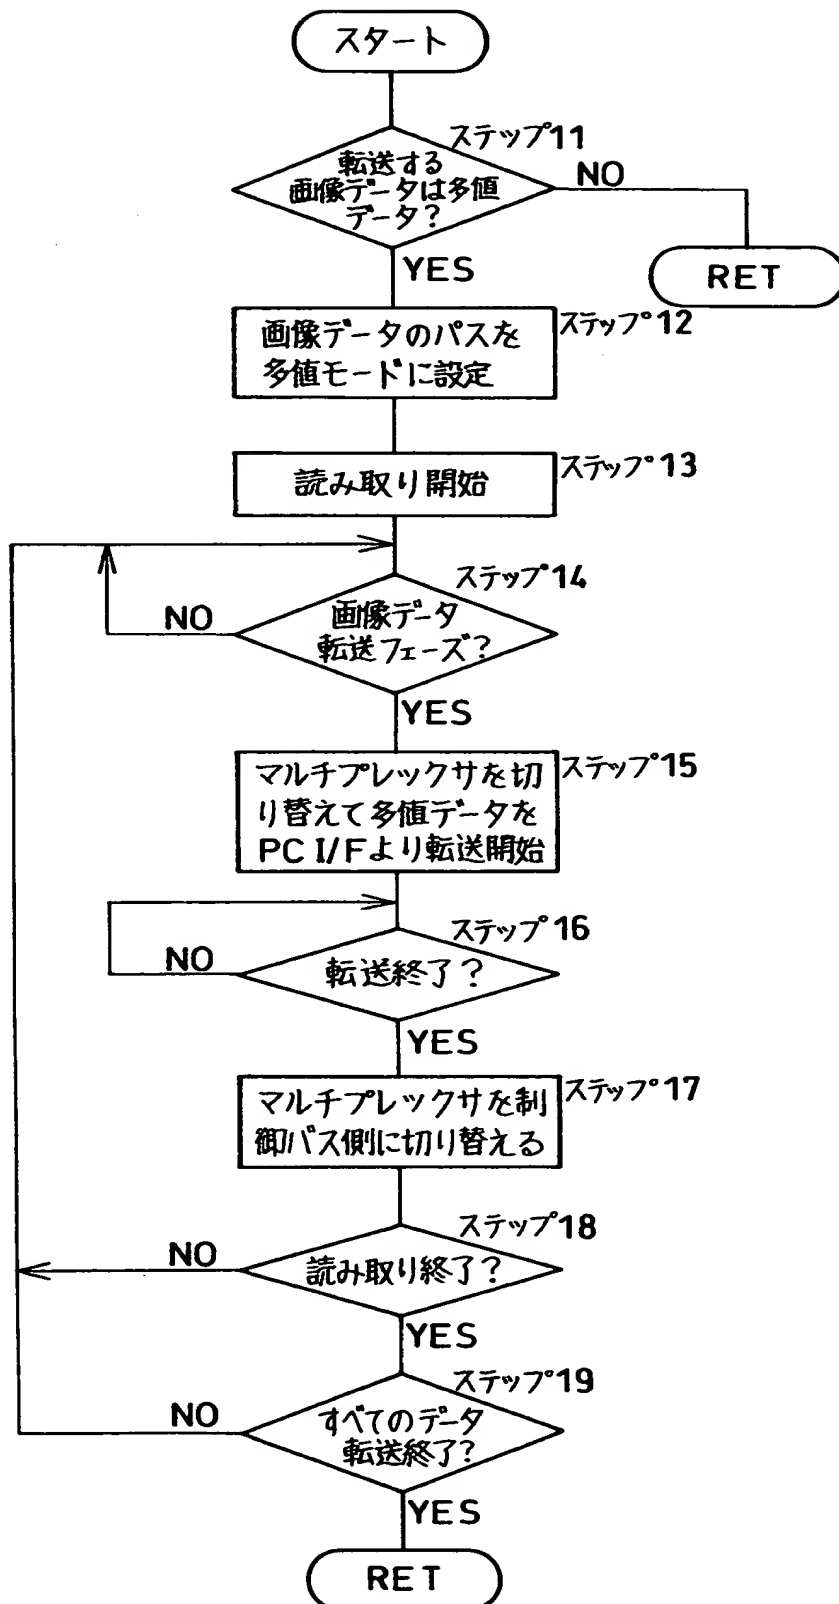 スタート
ステップ11
転送する
画像データは多値
データ?
NO
YES
RET
ステップ12
画像データのパスを
多値モードに設定
ステップ13
読み取り開始
ステップ14
画像データ
転送フェーズ?
NO
YES
ステップ15
マルチプレックサを切
り替えて多値データを
PC I/Fより転送開始
ステップ16
転送終了?
NO
YES
ステップ17
マルチプレックサを制
御バス側に切り替える
ステップ18
読み取り終了?
NO
YES
ステップ19
すべてのデータ
転送終了?
NO
YES
RET